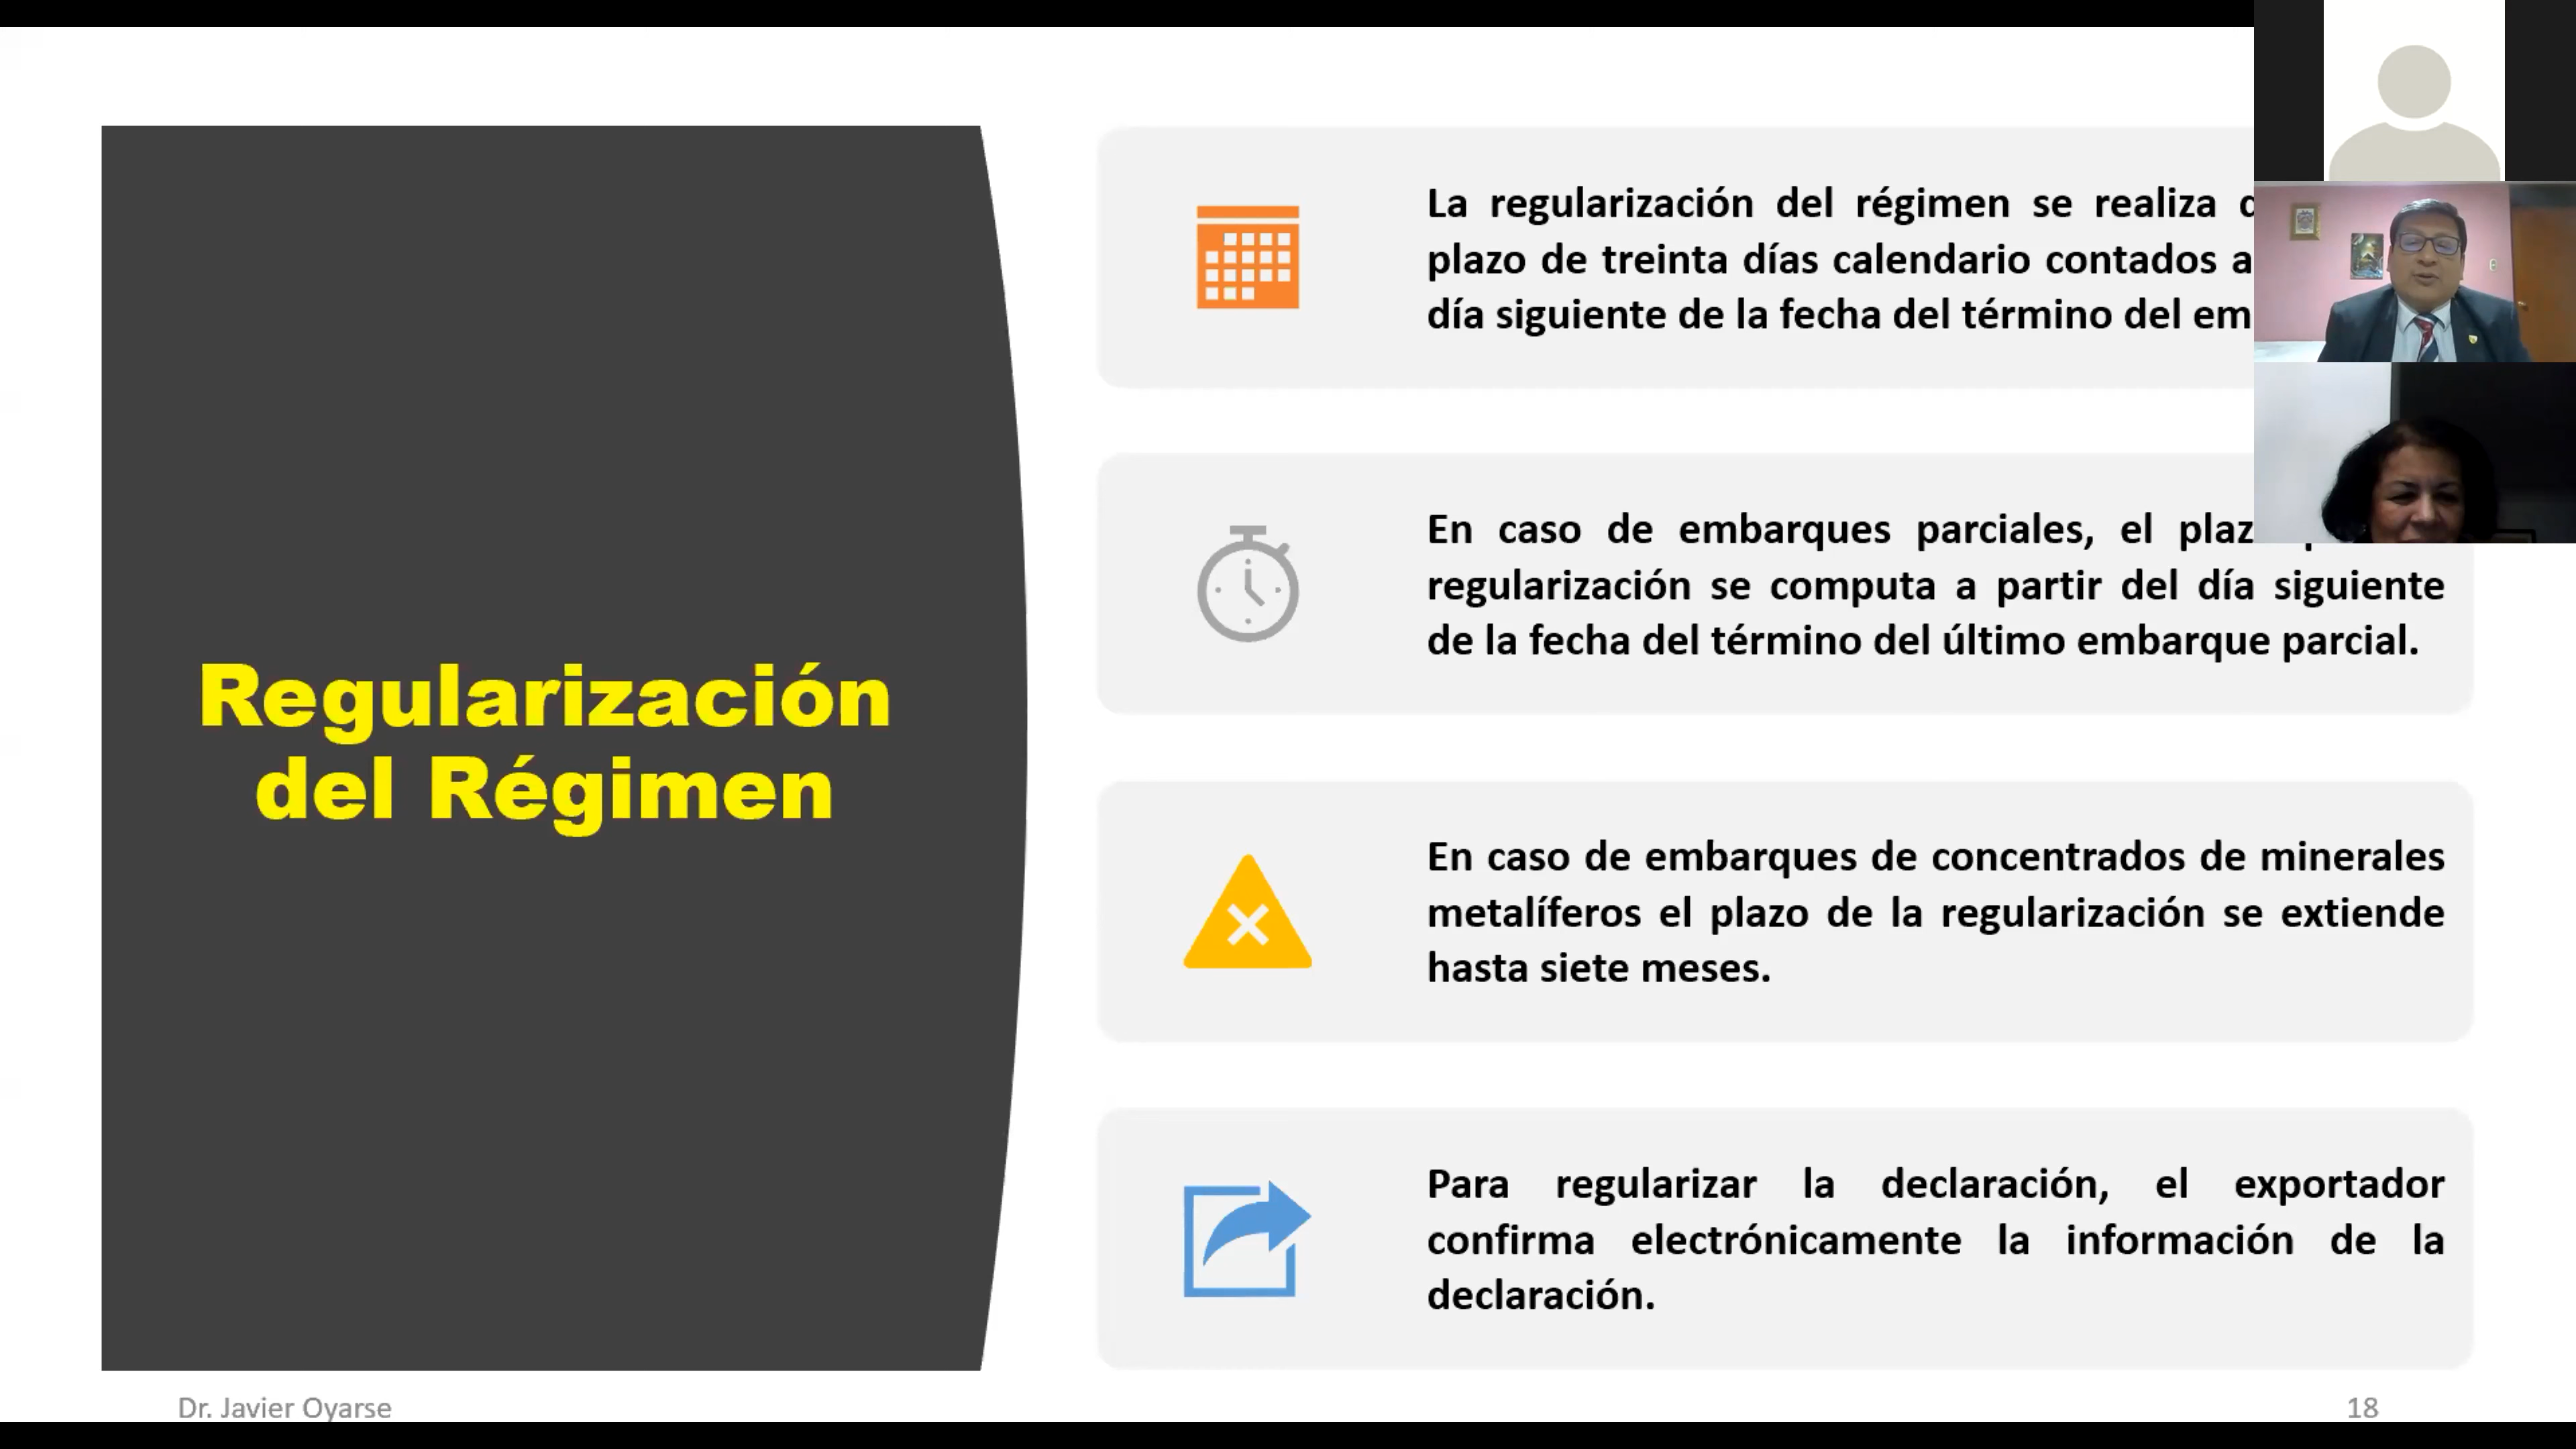 Regularización
del Régimen
La regularización del régimen se realiza
plazo de treinta días calendario contados a
día siguiente de la fecha del término del
En caso de embarques parciales, el
regularización se computa a partir del día siguiente
de la fecha del término del último embarque parcial.
En caso de embarques de concentrados de minerales
metalíferos el plazo de la regularización se extiende
hasta siete meses.
Para regularizar la declaración, el exportador
confirma electrónicamente la información de la
declaración.
Dr. Javier Oyarse
18